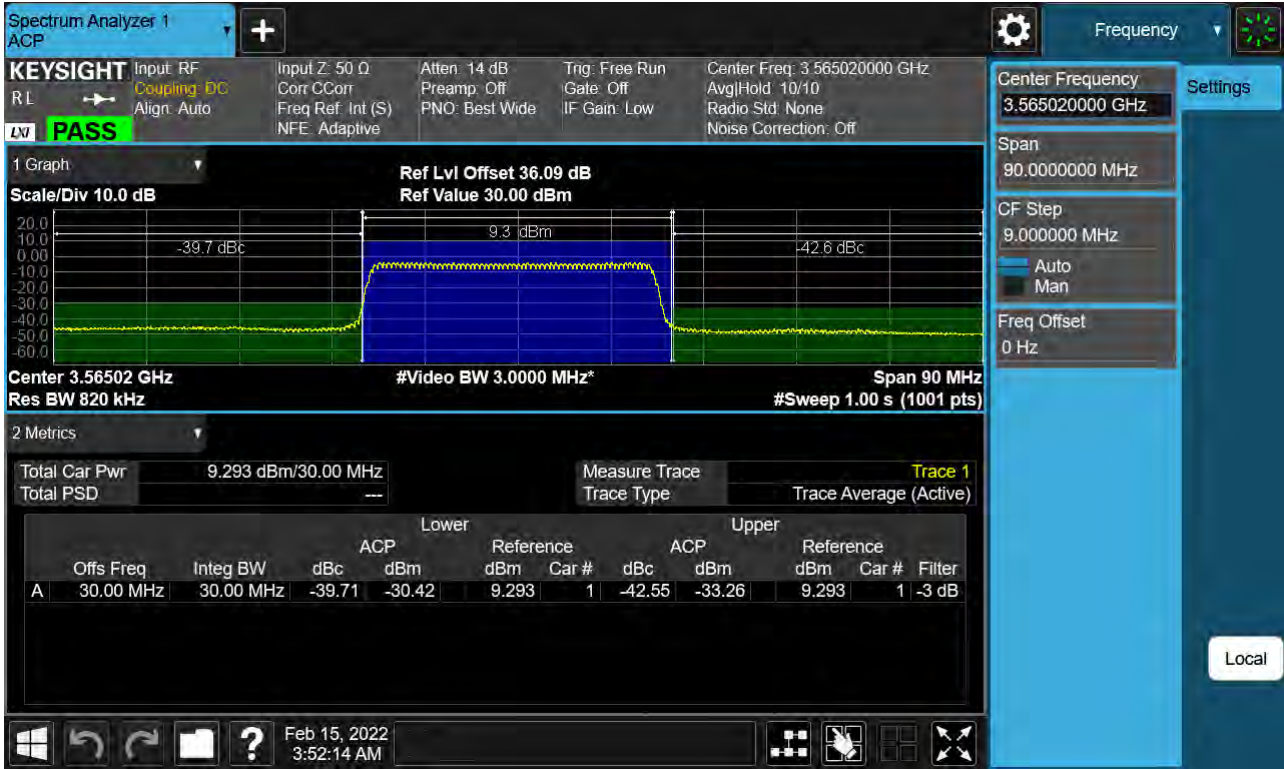 Spectrum Analyzer 1
ACP
+
Frequency
KEYSIGHT Input: RF Input Z: 50 Ω Atten: 14 dB Trig: Free Run Center Freq: 3.565020000 GHz
Coupling: DC Corr CCorr Preamp: Off Gate: Off Avg|Hold: 10/10
RL Align: Auto Freq Ref: Int (S) PNO: Best Wide IF Gain: Low Radio Std: None
LXI PASS NFE: Adaptive Noise Correction: Off
Center Frequency
3.565020000 GHz
Settings
Span
90.0000000 MHz
CF Step
9.000000 MHz
Auto
Man
Freq Offset
0 Hz
Local
1 Graph
Ref Lvl Offset 36.09 dB
Scale/Div 10.0 dB Ref Value 30.00 dBm
20.0
10.0
0.00
-10.0
-20.0
-30.0
-40.0
-50.0
-60.0
-39.7 dBc 9.3 dBm -42.6 dBc
Center 3.56502 GHz #Video BW 3.0000 MHz* Span 90 MHz
Res BW 820 kHz #Sweep 1.00 s (1001 pts)
2 Metrics
Total Car Pwr 9.293 dBm/30.00 MHz Measure Trace Trace 1
Total PSD --- Trace Type Trace Average (Active)
Lower Upper
ACP Reference ACP Reference
Offs Freq Integ BW dBc dBm dBm Car # dBc dBm dBm Car # Filter
A 30.00 MHz 30.00 MHz -39.71 -30.42 9.293 1 -42.55 -33.26 9.293 1 -3 dB
? Feb 15, 2022
3:52:14 AM